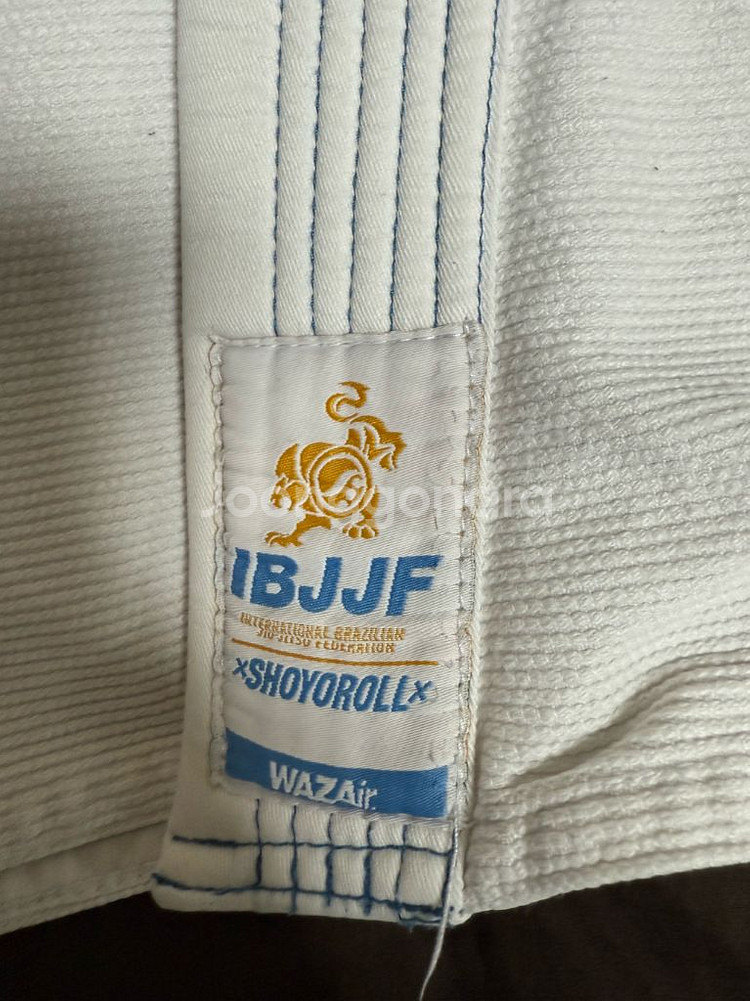 IBJJF
INTERNATIONAL BRAZILIAN
JIU-JITSU FEDERATION
×SHOYOROLL×
WAZAir